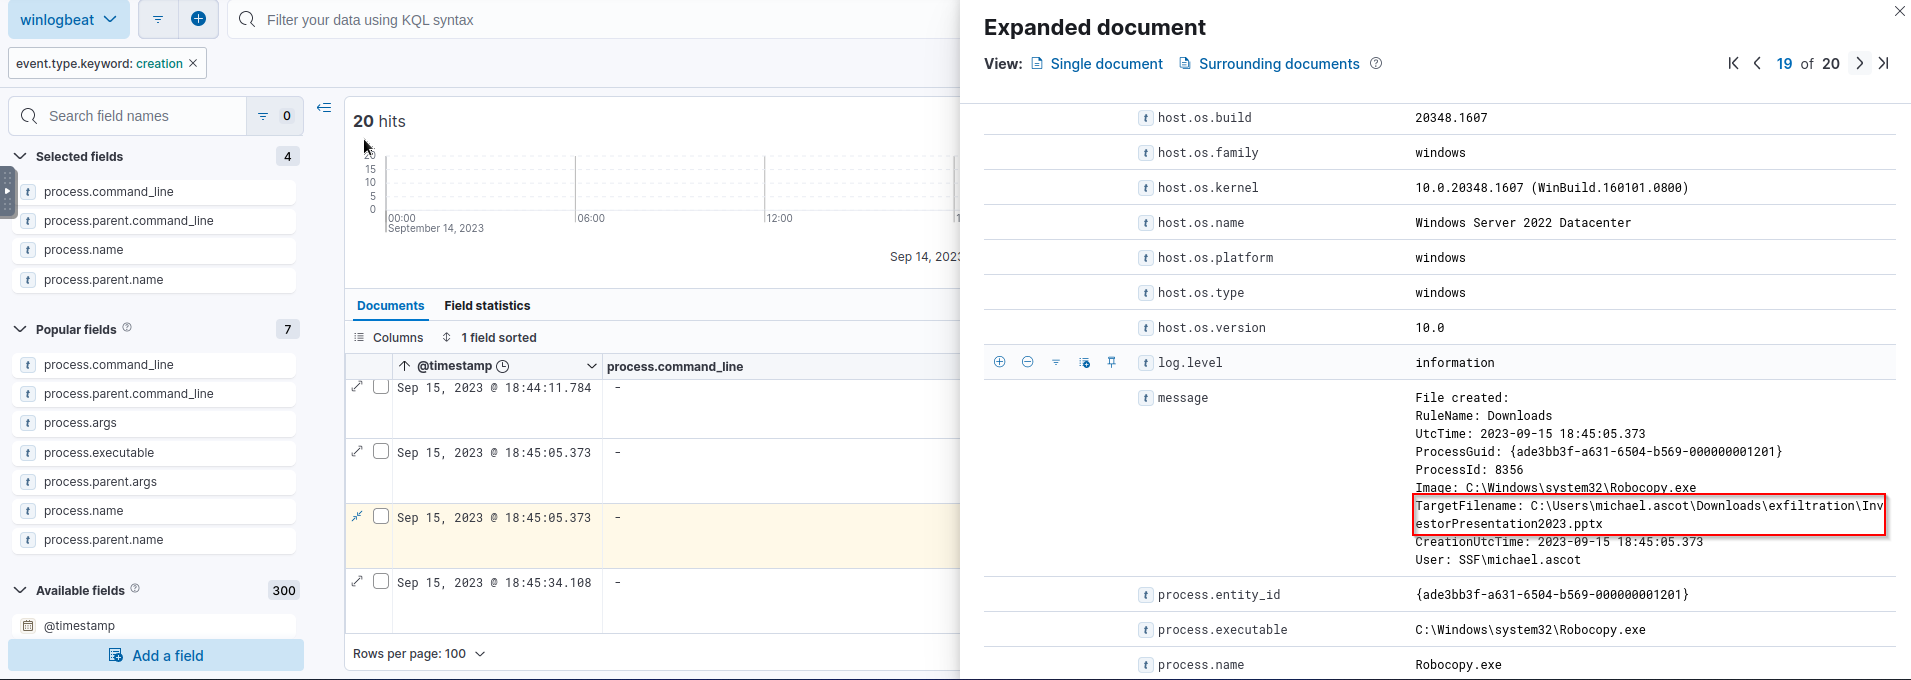 winlogbeat
Filter your data using KQL syntax
event.type.keyword: creation
Search field names
0
Selected fields
4
t process.command_line
t process.parent.command_line
t process.name
t process.parent.name
Popular fields
7
t process.command_line
t process.parent.command_line
t process.args
t process.executable
t process.parent.args
t process.name
t process.parent.name
Available fields
300
@timestamp
Add a field
20 hits
20
15
10
5
0
00:00
September 14, 2023
06:00
12:00
1
Sep 14, 2023
Documents
Field statistics
Columns
1 field sorted
@timestamp
process.command_line
Sep 15, 2023 @ 18:44:11.784 -
Sep 15, 2023 @ 18:45:05.373 -
Sep 15, 2023 @ 18:45:05.373 -
Sep 15, 2023 @ 18:45:34.108 -
Rows per page: 100
Expanded document
View: Single document Surrounding documents
19 of 20
t host.os.build 20348.1607
t host.os.family windows
t host.os.kernel 10.0.20348.1607 (WinBuild.160101.0800)
t host.os.name Windows Server 2022 Datacenter
t host.os.platform windows
t host.os.type windows
t host.os.version 10.0
t log.level information
t message File created:
RuleName: Downloads
UtcTime: 2023-09-15 18:45:05.373
ProcessGuid: {ade3bb3f-a631-6504-b569-000000001201}
ProcessId: 8356
Image: C:\Windows\system32\Robocopy.exe
TargetFilename: C:\Users\michael.ascot\Downloads\exfiltration\Inv
estorPresentation2023.pptx
CreationUtcTime: 2023-09-15 18:45:05.373
User: SSF\michael.ascot
t process.entity_id {ade3bb3f-a631-6504-b569-000000001201}
t process.executable C:\Windows\system32\Robocopy.exe
t process.name Robocopy.exe